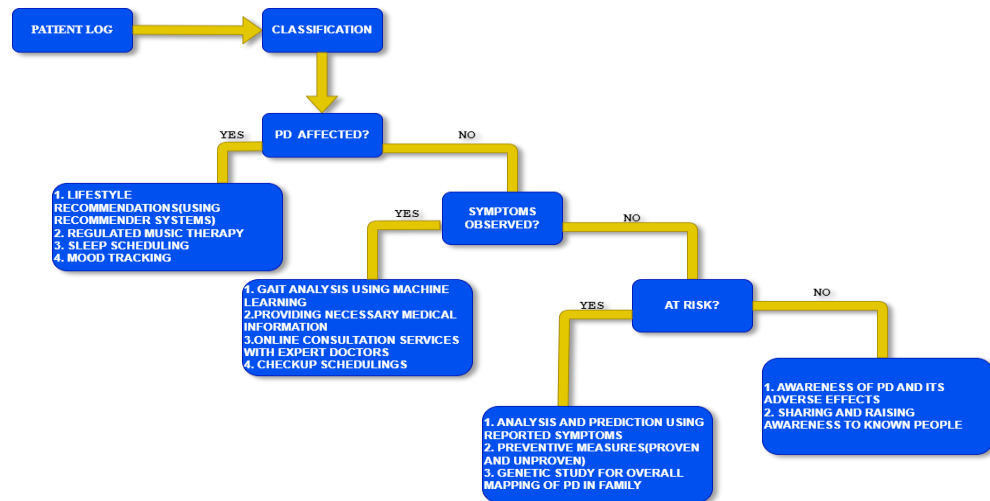 PATIENT LOG
CLASSIFICATION
PD AFFECTED?
YES
NO
1. LIFESTYLE
RECOMMENDATIONS(USING
RECOMMENDER SYSTEMS)
2. REGULATED MUSIC THERAPY
3. SLEEP SCHEDULING
4. MOOD TRACKING
SYMPTOMS
OBSERVED?
YES
NO
1. GAIT ANALYSIS USING MACHINE
LEARNING
2.PROVIDING NECESSARY MEDICAL
INFORMATION
3.ONLINE CONSULTATION SERVICES
WITH EXPERT DOCTORS
4. CHECKUP SCHEDULINGS
AT RISK?
YES
NO
1. ANALYSIS AND PREDICTION USING
REPORTED SYMPTOMS
2. PREVENTIVE MEASURES(PROVEN
AND UNPROVEN)
3. GENETIC STUDY FOR OVERALL
MAPPING OF PD IN FAMILY
1. AWARENESS OF PD AND ITS
ADVERSE EFFECTS
2. SHARING AND RAISING
AWARENESS TO KNOWN PEOPLE